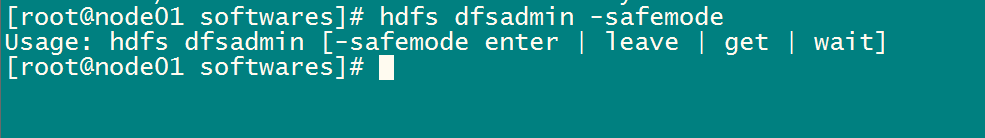 [root@node01 softwares]# hdfs dfsadmin -safemode
Usage: hdfs dfsadmin [-safemode enter | leave | get | wait]
[root@node01 softwares]#